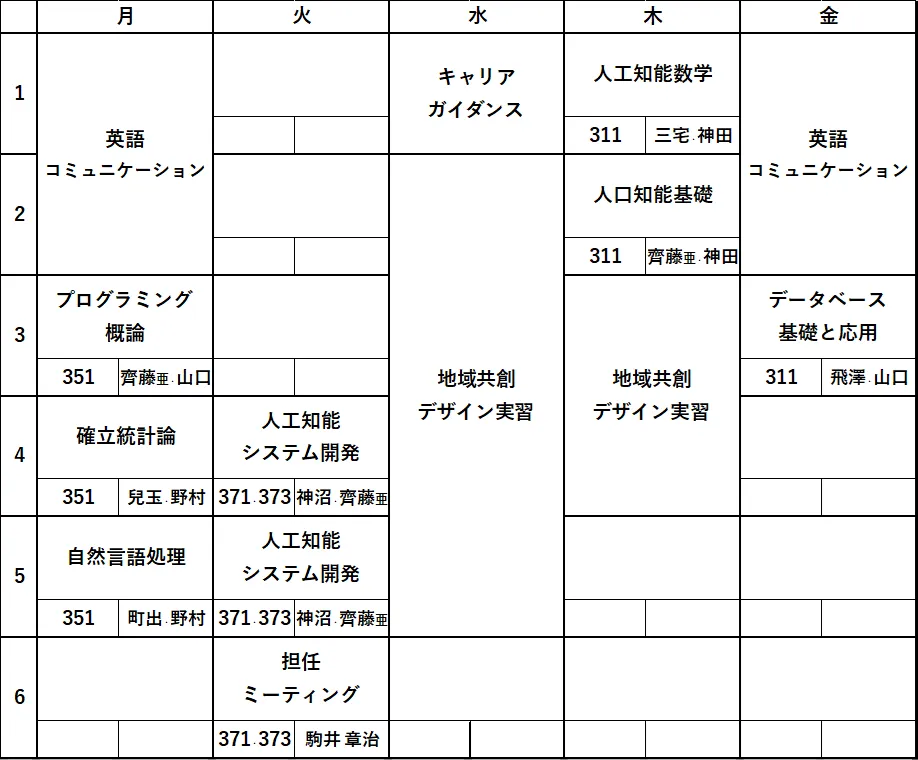 月 火 水 木 金
1
英語
コミュニケーション
キャリア
ガイダンス
人工知能数学
311 三宅・神田
英語
コミュニケーション
2
地域共創
デザイン実習
人口知能基礎
311 齊藤亜・神田
3
プログラミング
概論
351 齊藤亜・山口
地域共創
デザイン実習
データベース
基礎と応用
311 飛澤・山口
4
確立統計論
351 兒玉・野村
人工知能
システム開発
371・373 神沼・齊藤亜
5
自然言語処理
351 町出・野村
人工知能
システム開発
371・373 神沼・齊藤亜
6
担任
ミーティング
371・373 駒井 章治